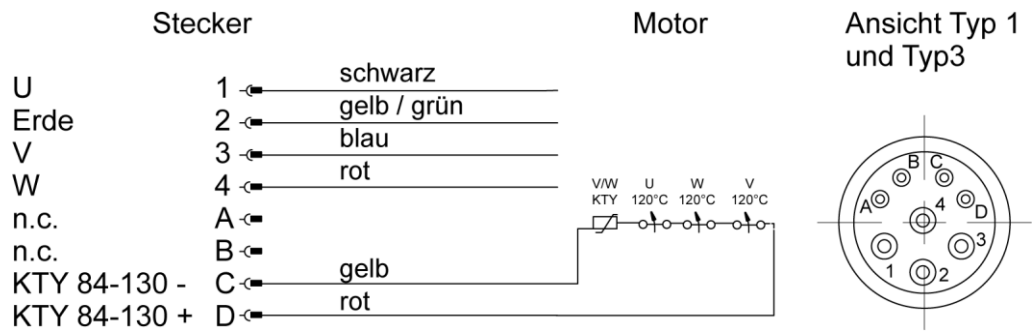 Stecker Motor Ansicht Typ 1
und Typ3
U 1 schwarz
Erde 2 gelb / grün
V 3 blau
W 4 rot
n.c. A
n.c. B
KTY 84-130 - C gelb
KTY 84-130 + D rot
V/W U W V
KTY 120°C 120°C 120°C
B C
A D
4
1 3
2